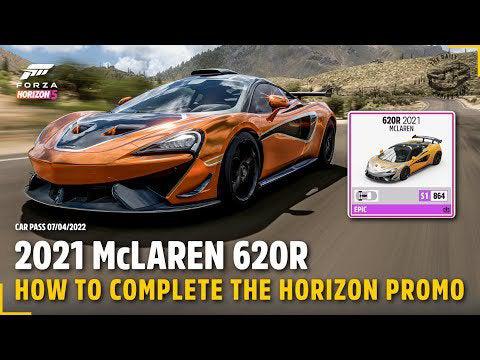 FORZA
HORIZON 5
620R 2021
MCLAREN
S1 864
EPIC
CAR PASS 07/04/2022
2021 McLAREN 620R
HOW TO COMPLETE THE HORIZON PROMO